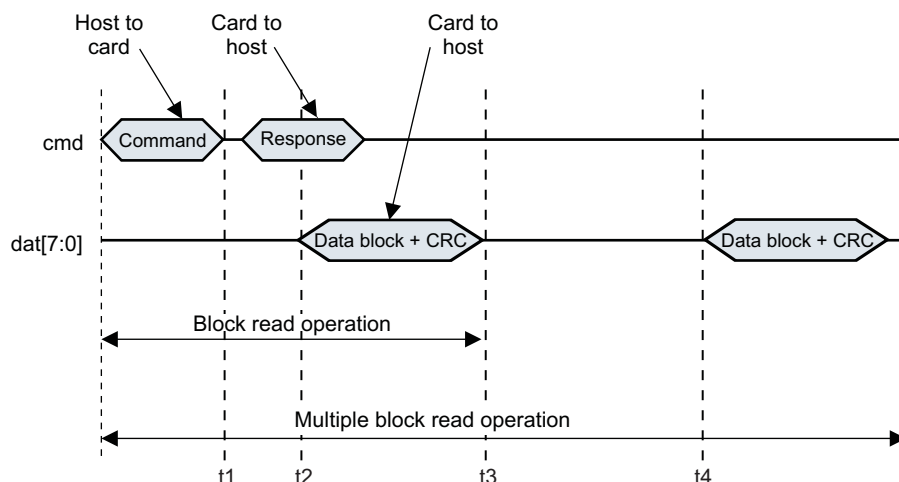 Host to
card
Card to
host
Card to
host
cmd
Command
Response
dat[7:0]
Data block + CRC
Data block + CRC
Block read operation
Multiple block read operation
t1
t2
t3
t4